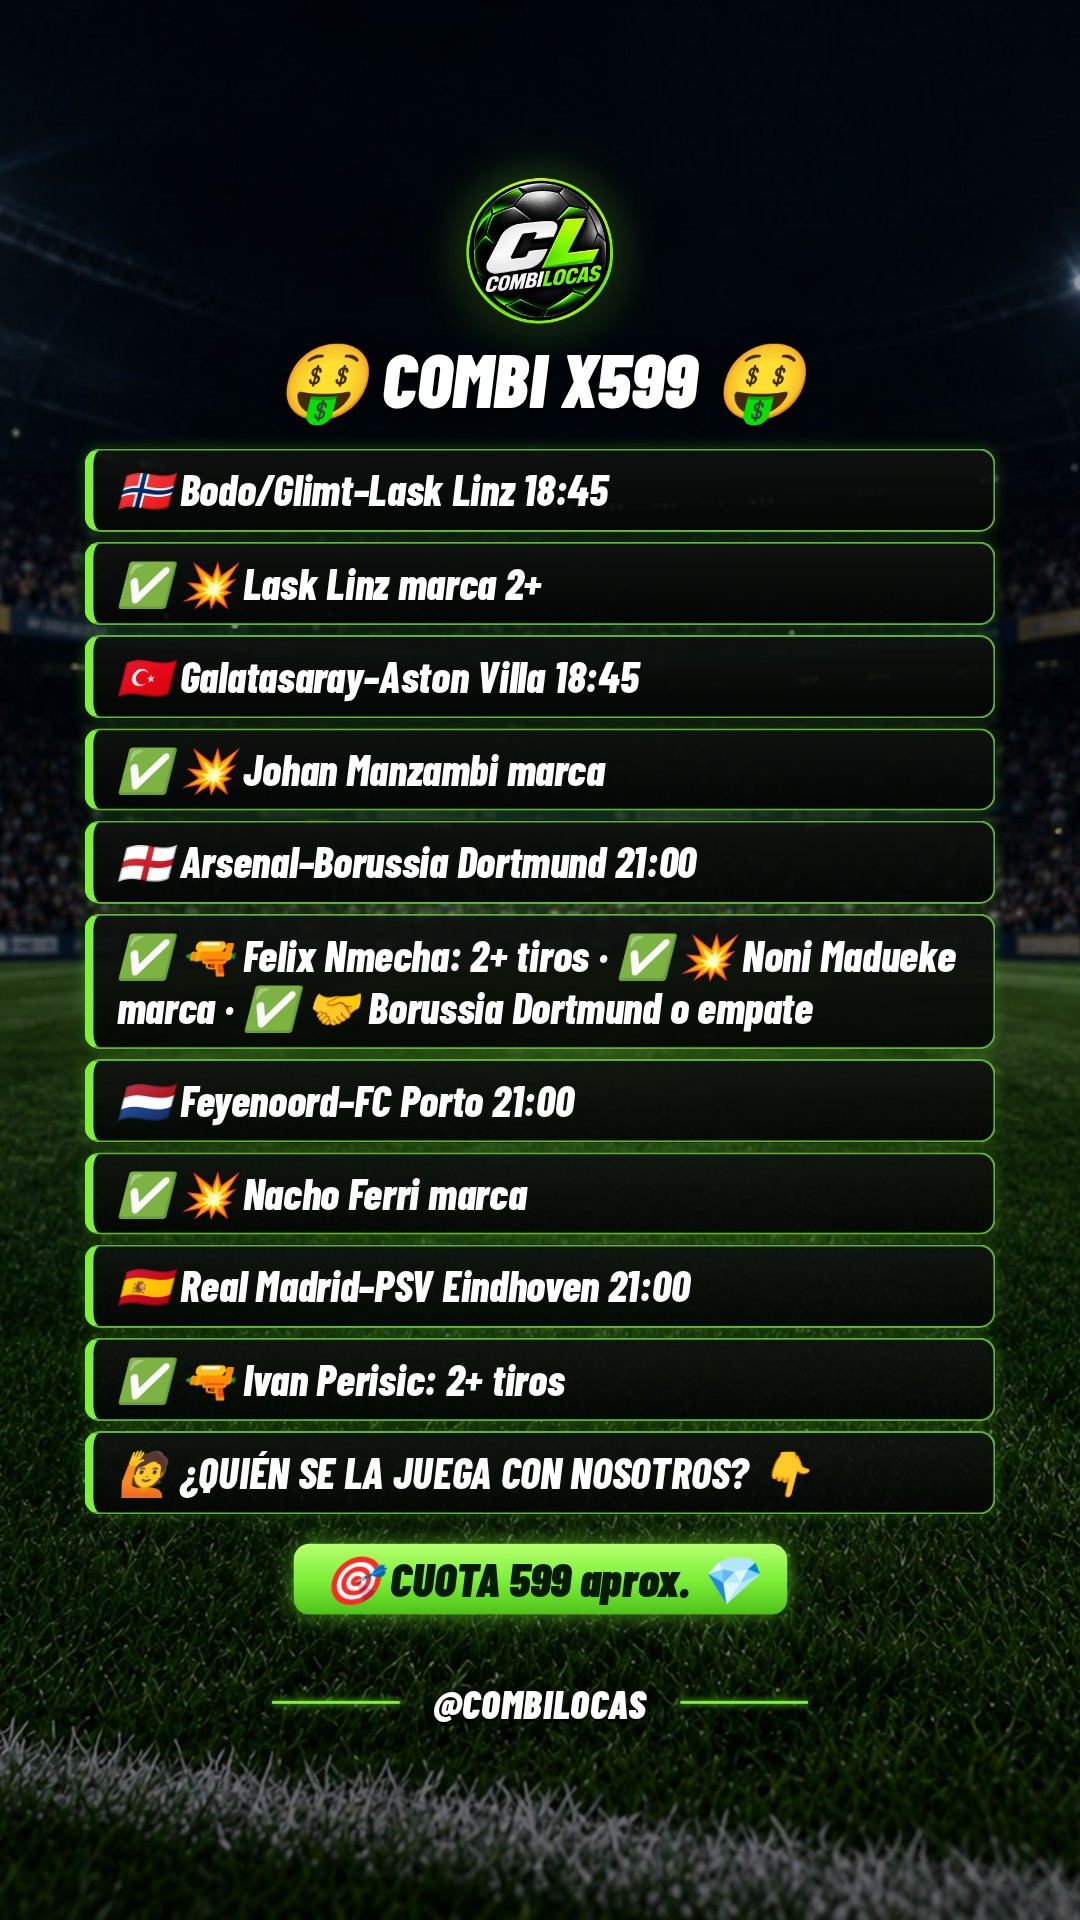 CL
COMBILOCAS
🤑 COMBI X599 🤑
🇳🇴 Bodo/Glimt-Lask Linz 18:45
✅ 💥 Lask Linz marca 2+
🇹🇷 Galatasaray-Aston Villa 18:45
✅ 💥 Johan Manzambi marca
🏴󠁧󠁢󠁥󠁮󠁧󠁿 Arsenal-Borussia Dortmund 21:00
✅ 🔫 Felix Nmecha: 2+ tiros · ✅ 💥 Noni Madueke
marca · ✅ 🤝 Borussia Dortmund o empate
🇳🇱 Feyenoord-FC Porto 21:00
✅ 💥 Nacho Ferri marca
🇪🇸 Real Madrid-PSV Eindhoven 21:00
✅ 🔫 Ivan Perisic: 2+ tiros
🙋 ¿QUIÉN SE LA JUEGA CON NOSOTROS? 👇
🎯 CUOTA 599 aprox. 💎
@COMBILOCAS